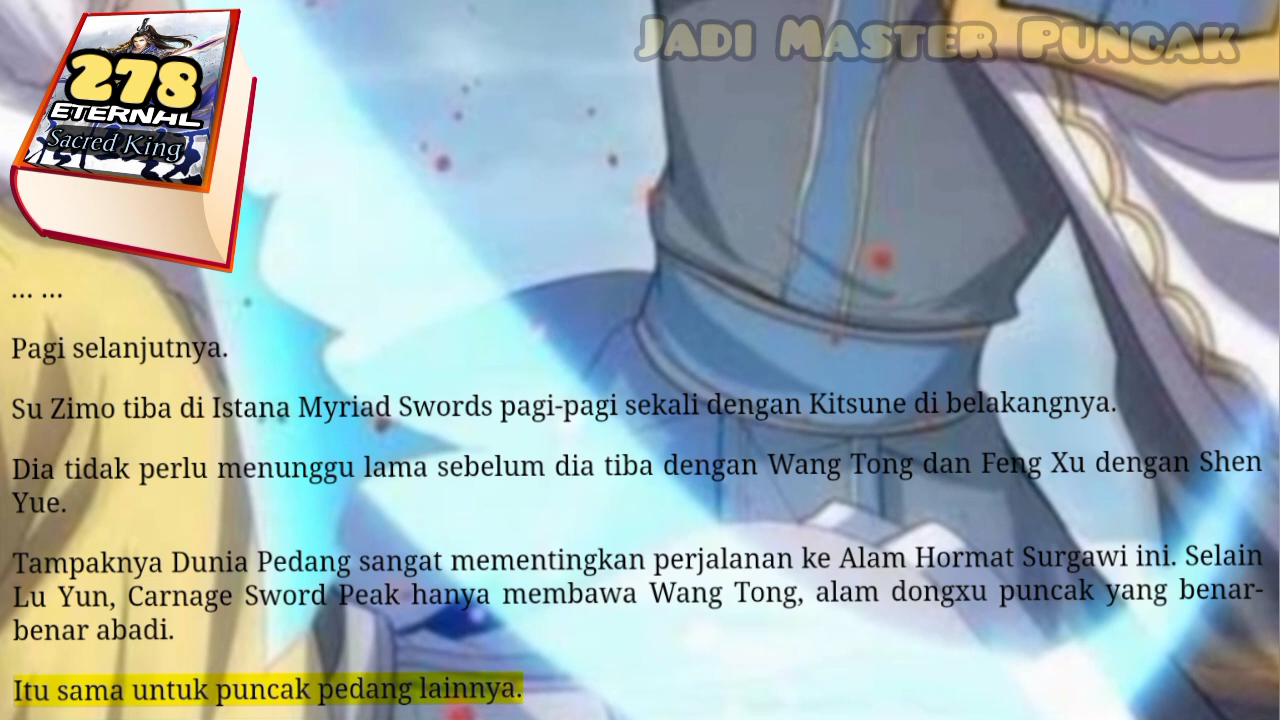 Jadi Master Puncak
278
ETERNAL
Sacred King
... ...
Pagi selanjutnya.
Su Zimo tiba di Istana Myriad Swords pagi-pagi sekali dengan Kitsune di belakangnya.
Dia tidak perlu menunggu lama sebelum dia tiba dengan Wang Tong dan Feng Xu dengan Shen
Yue.
Tampaknya Dunia Pedang sangat mementingkan perjalanan ke Alam Hormat Surgawi ini. Selain
Lu Yun, Carnage Sword Peak hanya membawa Wang Tong, alam dongxu puncak yang benar-
benar abadi.
Itu sama untuk puncak pedang lainnya.